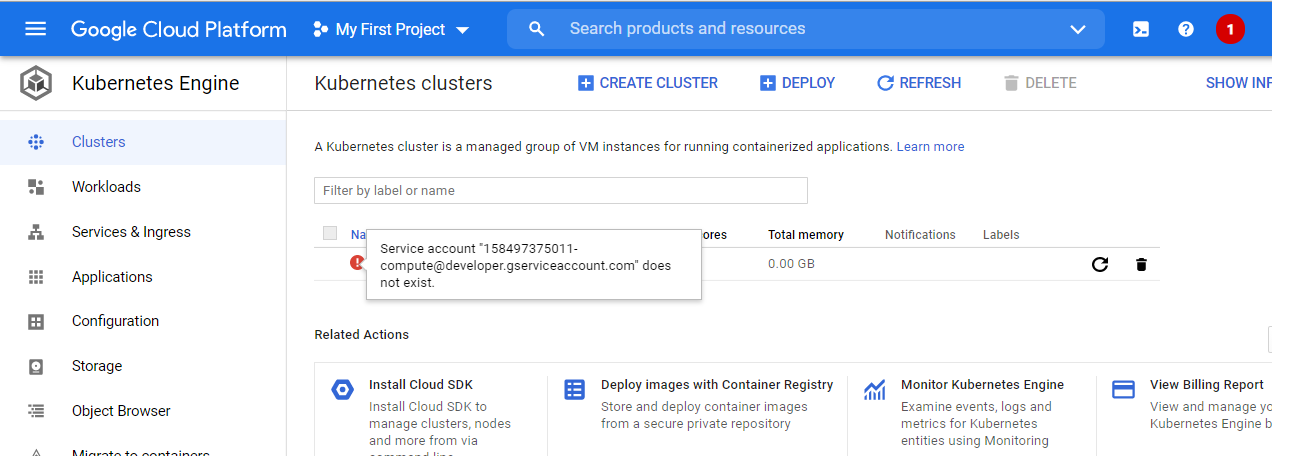 Google Cloud Platform
My First Project
Search products and resources
1
Kubernetes Engine
Kubernetes clusters
CREATE CLUSTER
DEPLOY
REFRESH
DELETE
SHOW INF
Clusters
Workloads
Services & Ingress
Applications
Configuration
Storage
Object Browser
Migrate to containers
A Kubernetes cluster is a managed group of VM instances for running containerized applications. Learn more
Filter by label or name
Na
ores
Total memory
Notifications
Labels
Service account "158497375011-
compute@developer.gserviceaccount.com" does
not exist.
0.00 GB
Related Actions
Install Cloud SDK
Install Cloud SDK to
manage clusters, nodes
and more from via
command line
Deploy images with Container Registry
Store and deploy container images
from a secure private repository
Monitor Kubernetes Engine
Examine events, logs and
metrics for Kubernetes
entities using Monitoring
View Billing Report
View and manage yo
Kubernetes Engine b